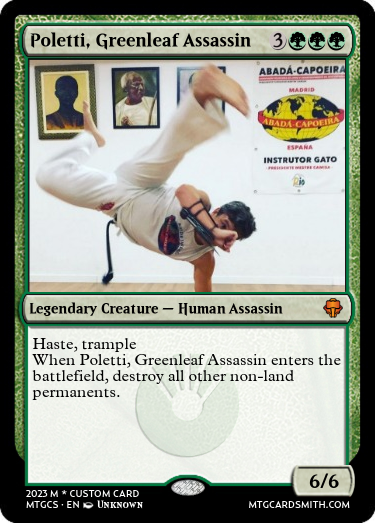 Poletti, Greenleaf Assassin 3
ABADÁ-CAPOEIRA
MADRID
ABADÁ-CAPOEIRA
ESPAÑA
INSTRUTOR GATO
Legendary Creature — Human Assassin
Haste, trample
When Poletti, Greenleaf Assassin enters the
battlefield, destroy all other non-land
permanents.
6/6
2023 M * CUSTOM CARD
MTGCS • EN UNKNOWN
MTGCARDSMITH.COM